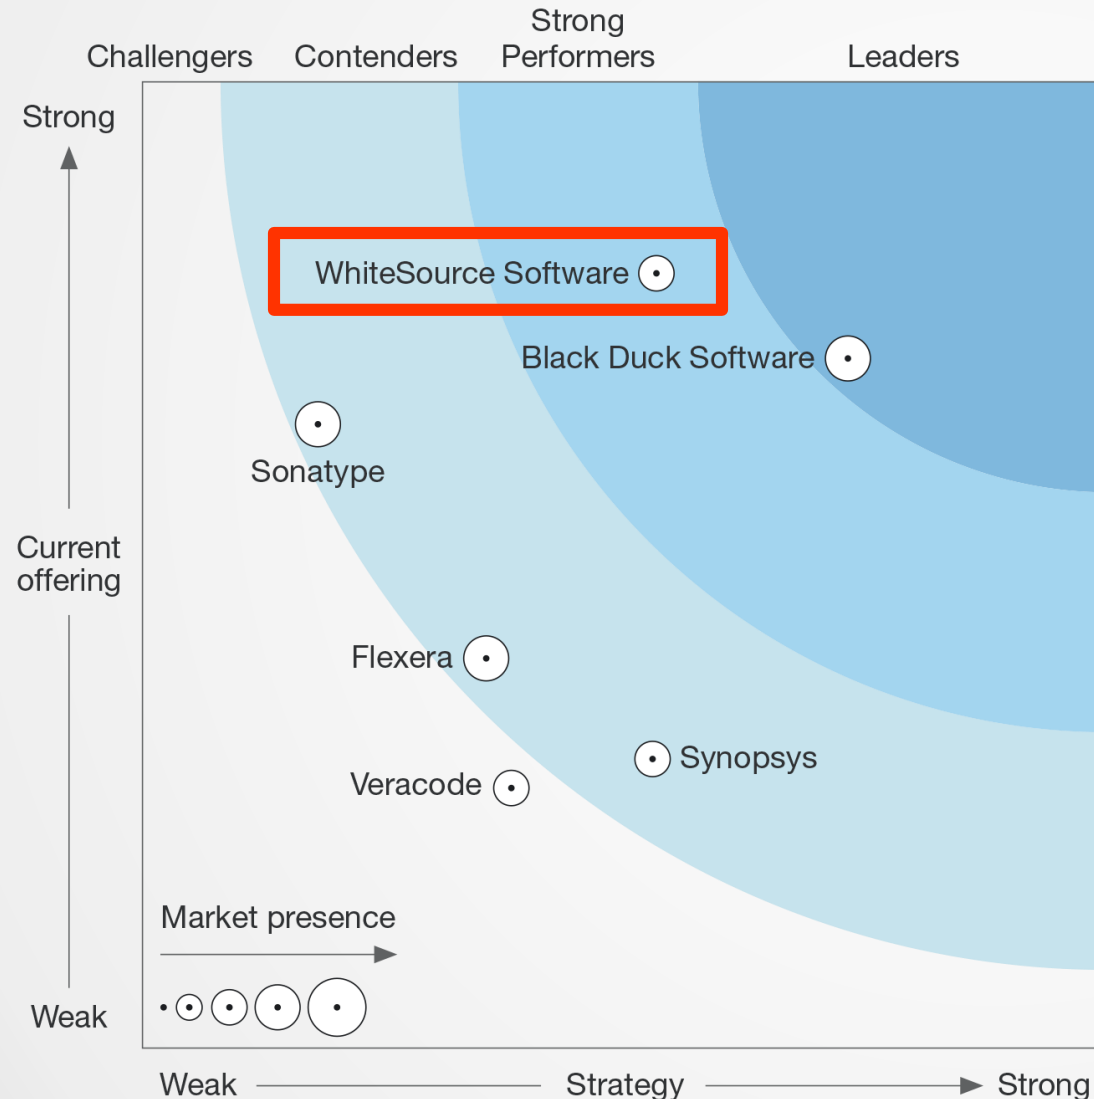 Strong
Challengers Contenders Performers Leaders
Strong
WhiteSource Software
Black Duck Software
Sonatype
Current
offering
Flexera
Synopsys
Veracode
Market presence
Weak
Weak Strategy Strong